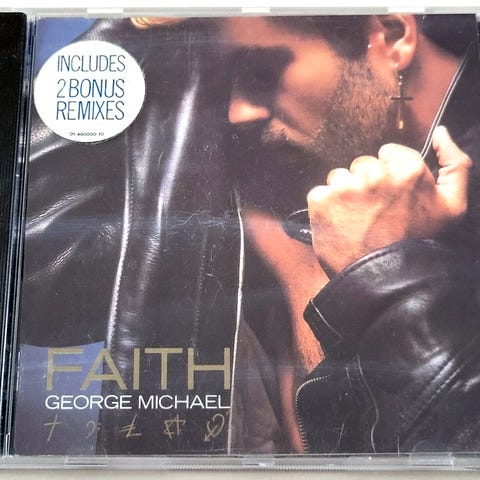 INCLUDES
2 BONUS
REMIXES
FAITH
GEORGE MICHAEL